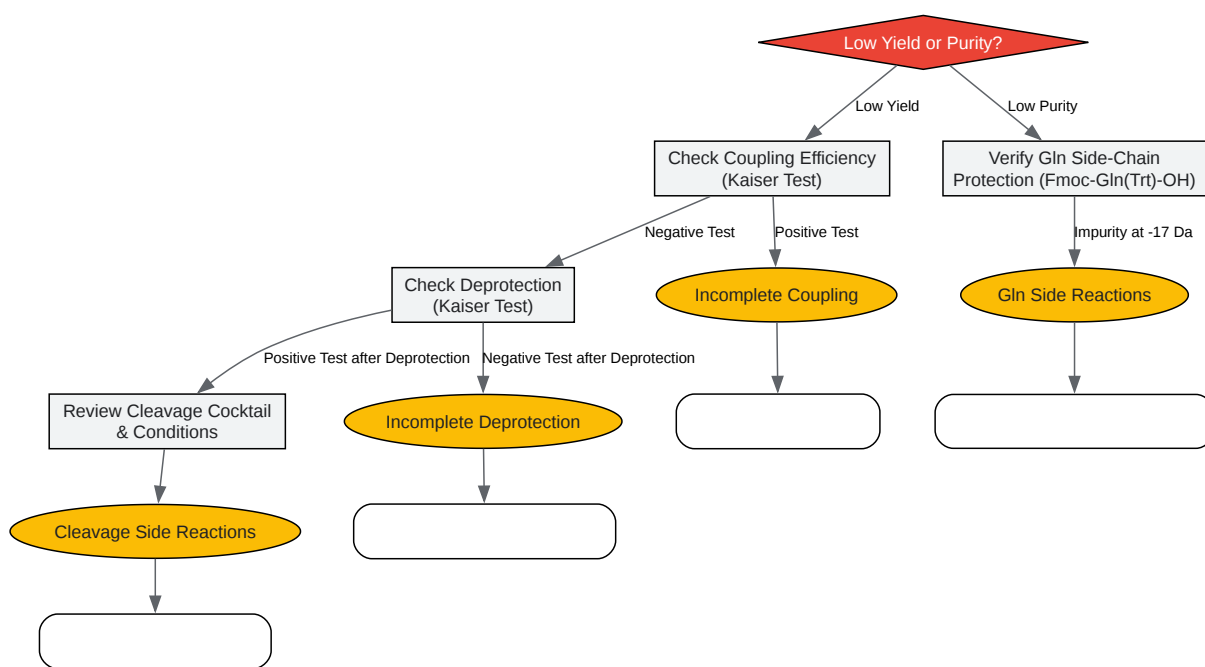 Low Yield or Purity?
Low Yield
Low Purity
Check Coupling Efficiency
(Kaiser Test)
Verify Gln Side-Chain
Protection (Fmoc-Gln(Trt)-OH)
Negative Test
Positive Test
Impurity at -17 Da
Check Deprotection
(Kaiser Test)
Incomplete Coupling
Gln Side Reactions
Positive Test after Deprotection
Negative Test after Deprotection
Review Cleavage Cocktail
& Conditions
Incomplete Deprotection
Cleavage Side Reactions